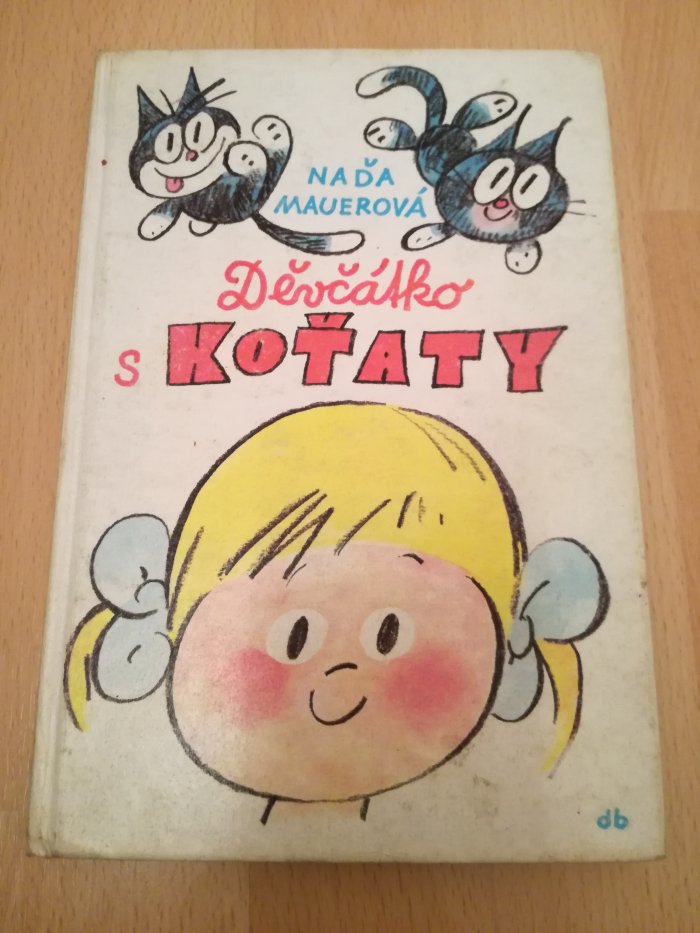 NAĎA
MAUEROVÁ
Děvčátko
s KOŤATY
db